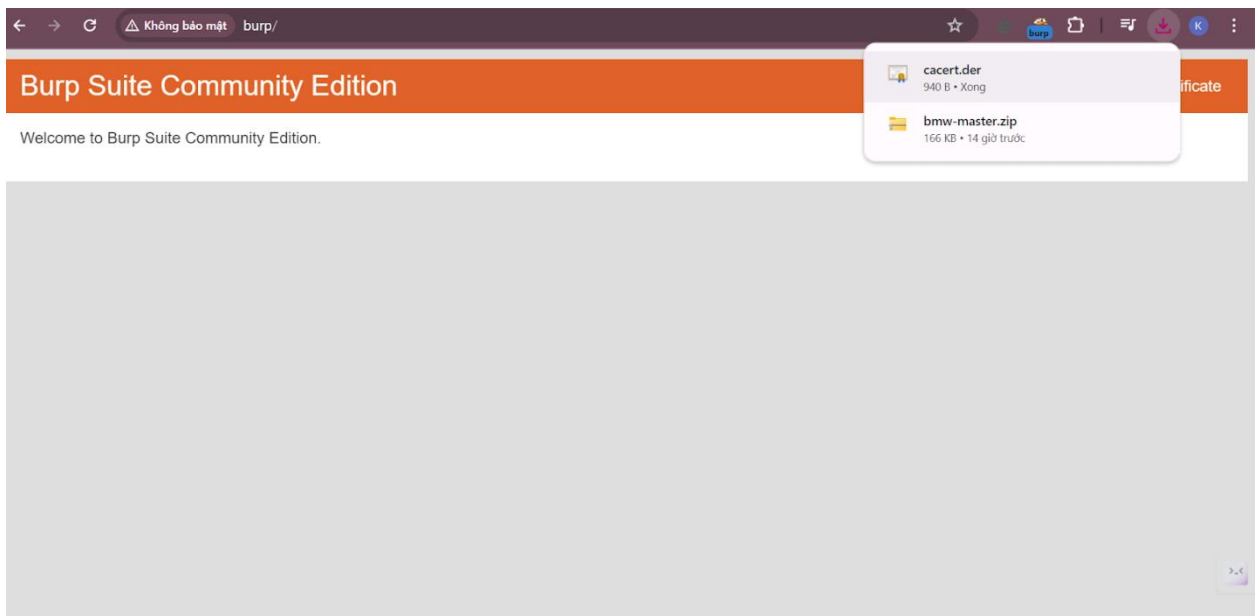 Không bảo mật burp/
burp
K
Burp Suite Community Edition
ificate
Welcome to Burp Suite Community Edition.
cacert.der
940 B • Xong
bmw-master.zip
166 KB • 14 giờ trước